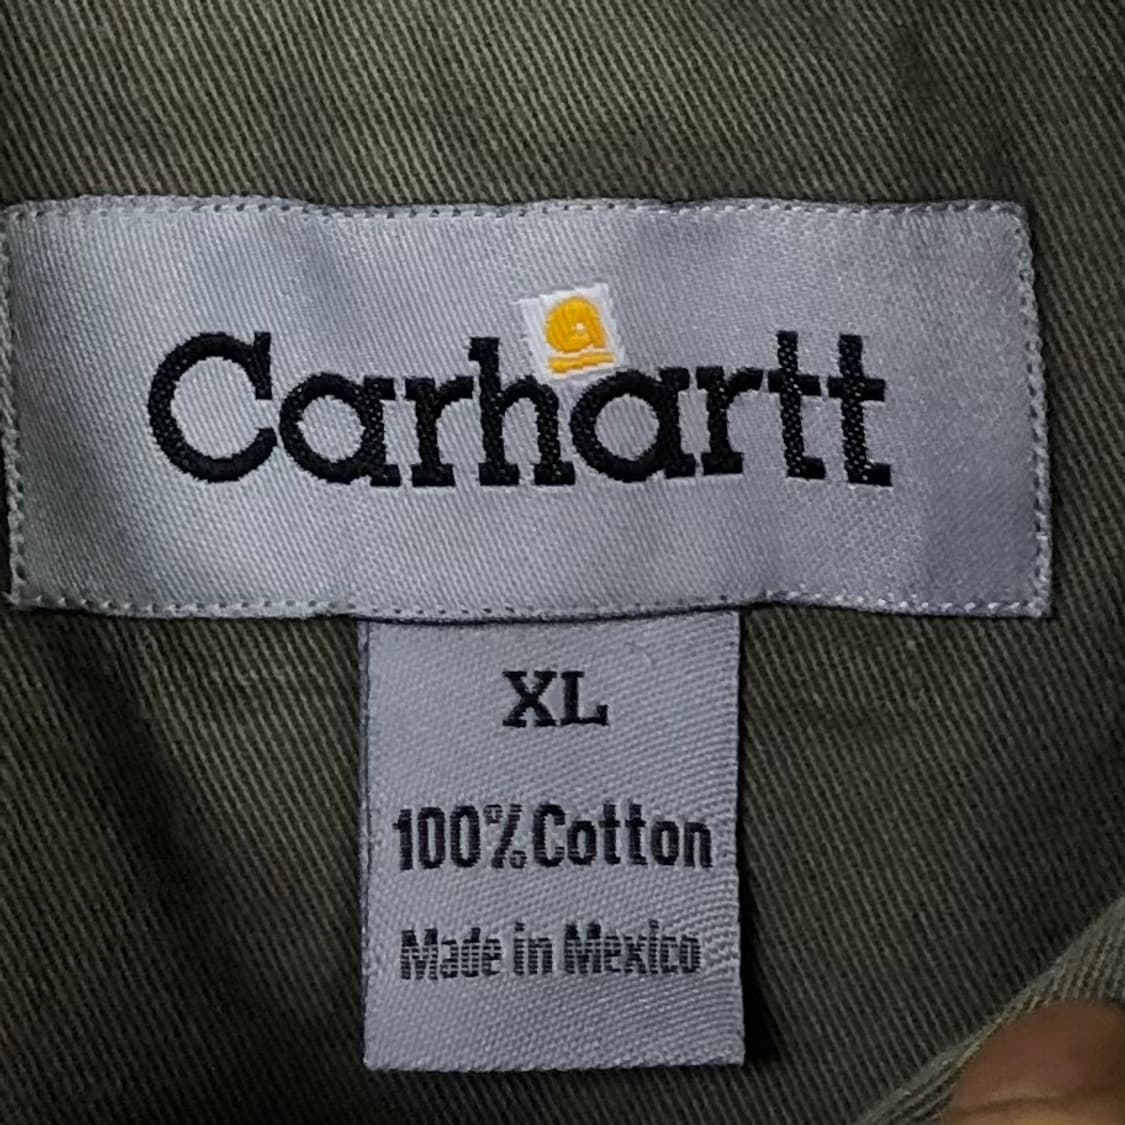 Carhartt
XL
100% Cotton
Made in Mexico